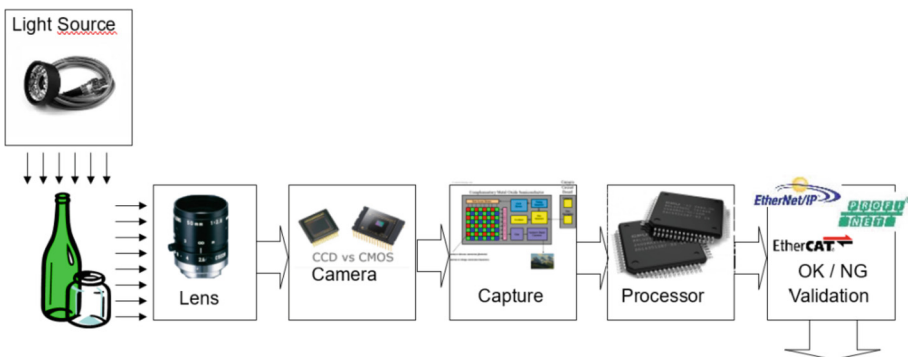 Light Source
Lens
CCD vs CMOS
Camera
Capture
Processor
EtherNet/IP
PROFI
NET
EtherCAT
OK / NG
Validation